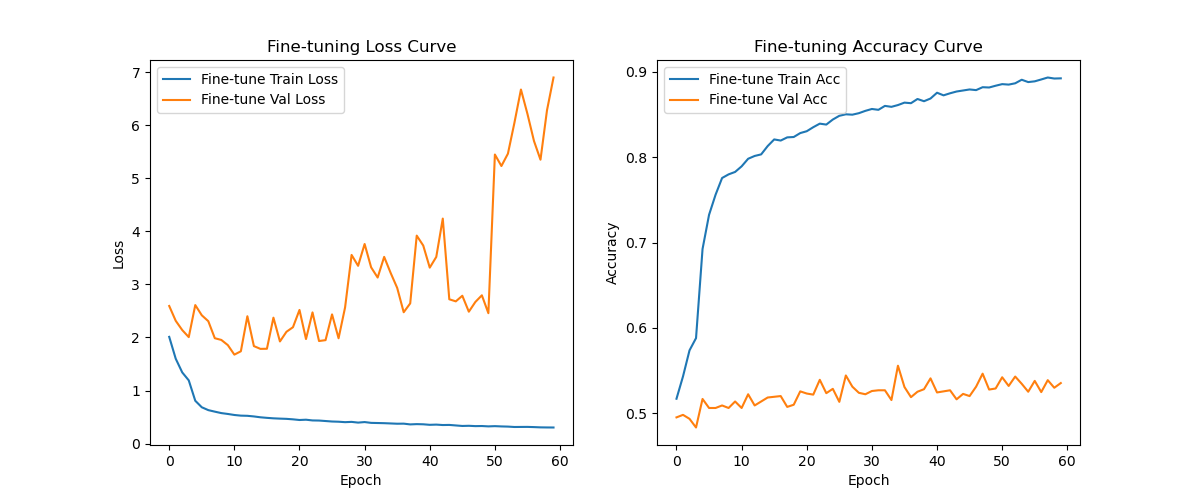 Fine-tuning Loss Curve
Fine-tune Train Loss
Fine-tune Val Loss
Loss
7
6
5
4
3
2
1
0
0 10 20 30 40 50 60
Epoch
Fine-tuning Accuracy Curve
Fine-tune Train Acc
Fine-tune Val Acc
Accuracy
0.9
0.8
0.7
0.6
0.5
0 10 20 30 40 50 60
Epoch